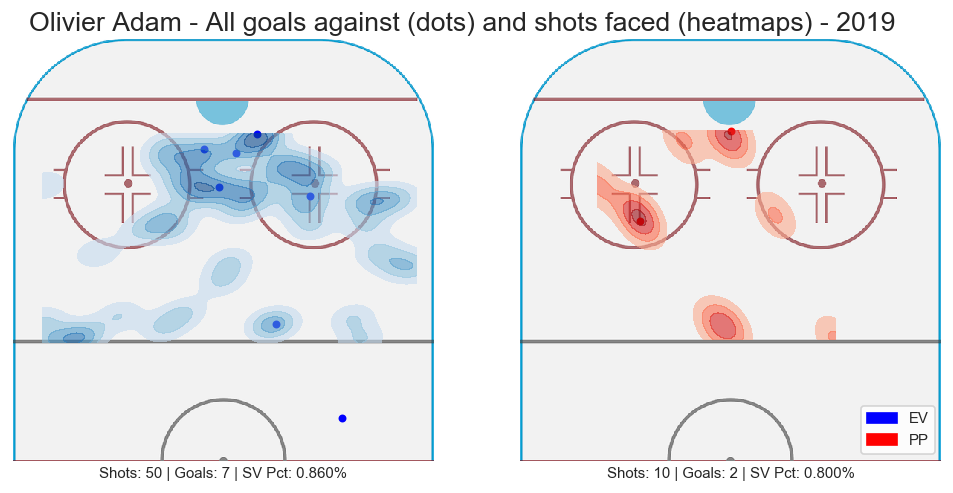 Olivier Adam - All goals against (dots) and shots faced (heatmaps) - 2019
EV
PP
Shots: 50 | Goals: 7 | SV Pct: 0.860%
Shots: 10 | Goals: 2 | SV Pct: 0.800%